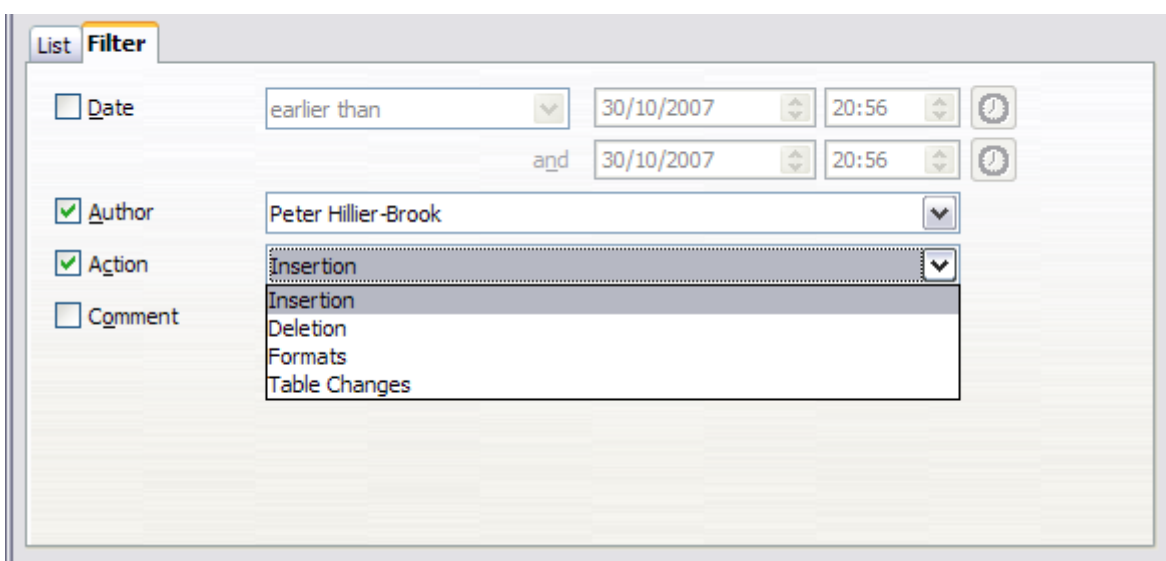 List Filter
Date earlier than 30/10/2007 20:56
and 30/10/2007 20:56
Author Peter Hillier-Brook
Action Insertion
Insertion
Comment
Deletion
Formats
Table Changes